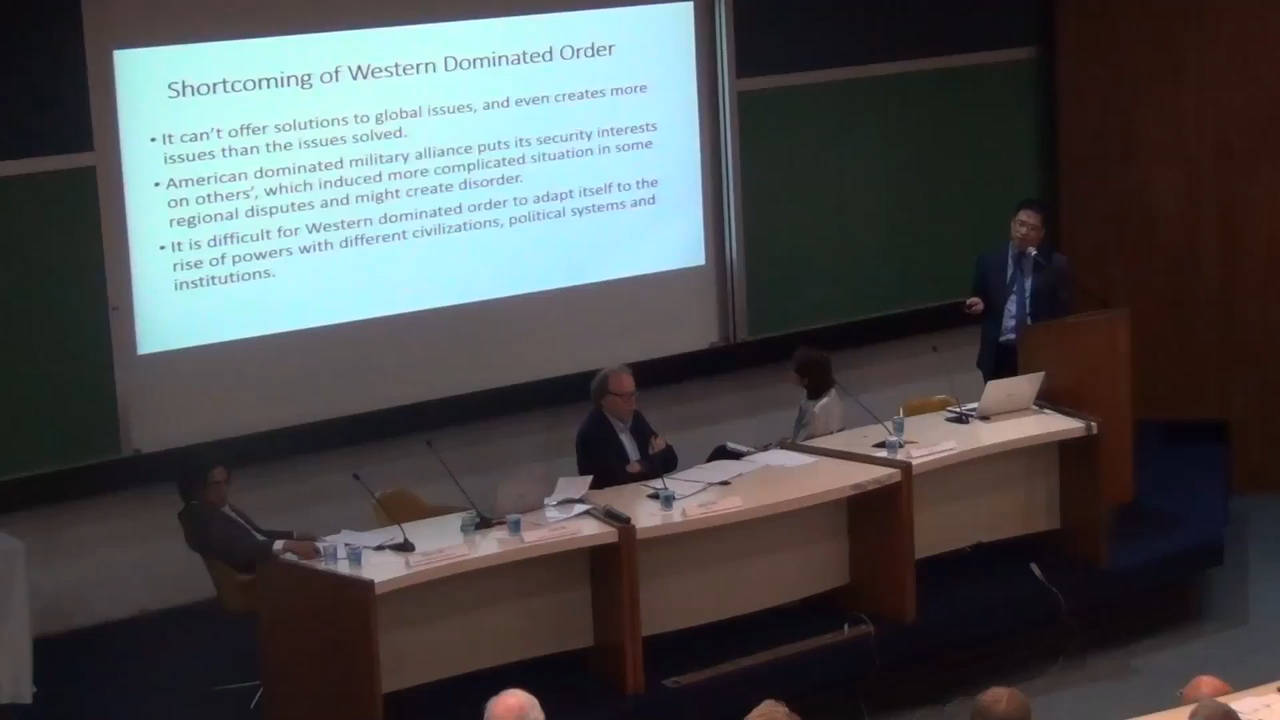 Shortcoming of Western Dominated Order
• It can't offer solutions to global issues, and even creates more
issues than the issues solved.
• American dominated military alliance puts its security interests
on others', which induced more complicated situation in some
regional disputes and might create disorder.
• It is difficult for Western dominated order to adapt itself to the
rise of powers with different civilizations, political systems and
institutions.